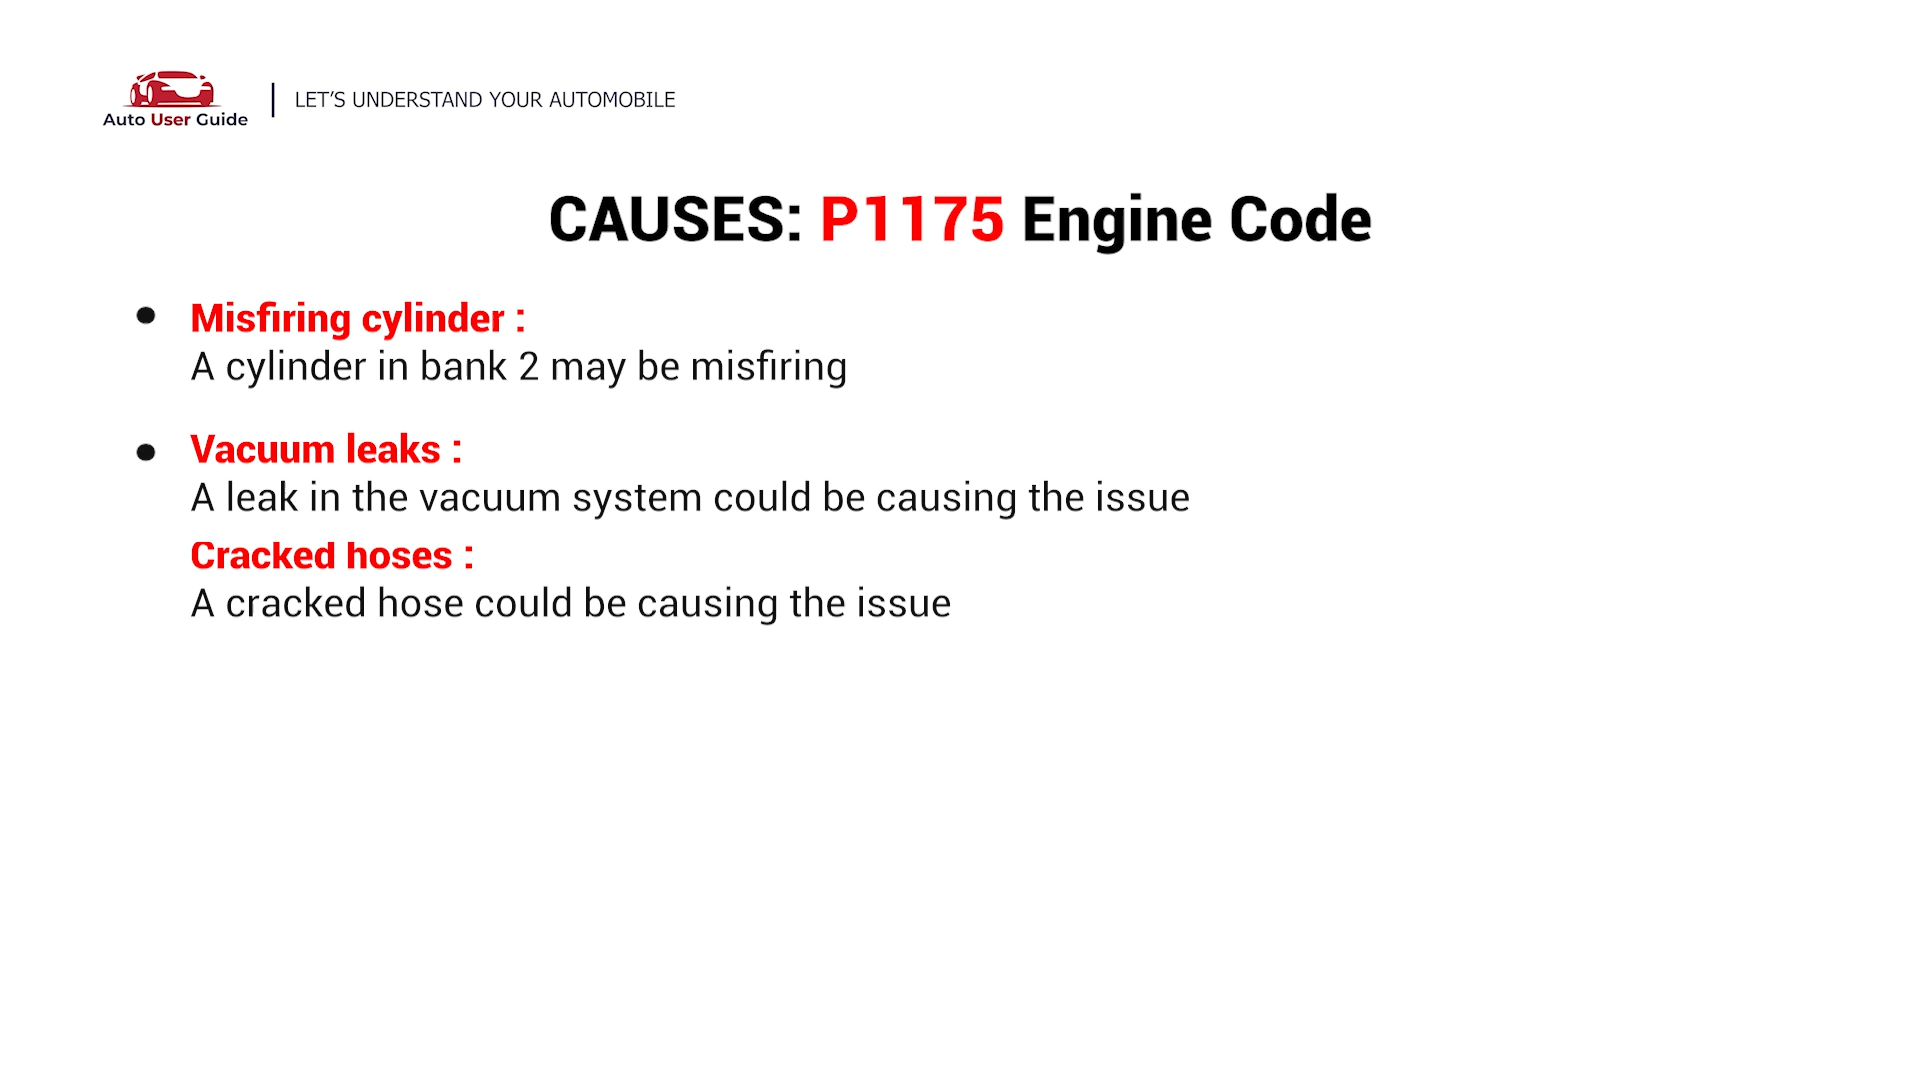 Auto User Guide
LET'S UNDERSTAND YOUR AUTOMOBILE
CAUSES: P1175 Engine Code
● Misfiring cylinder :
A cylinder in bank 2 may be misfiring
● Vacuum leaks :
A leak in the vacuum system could be causing the issue
Cracked hoses :
A cracked hose could be causing the issue